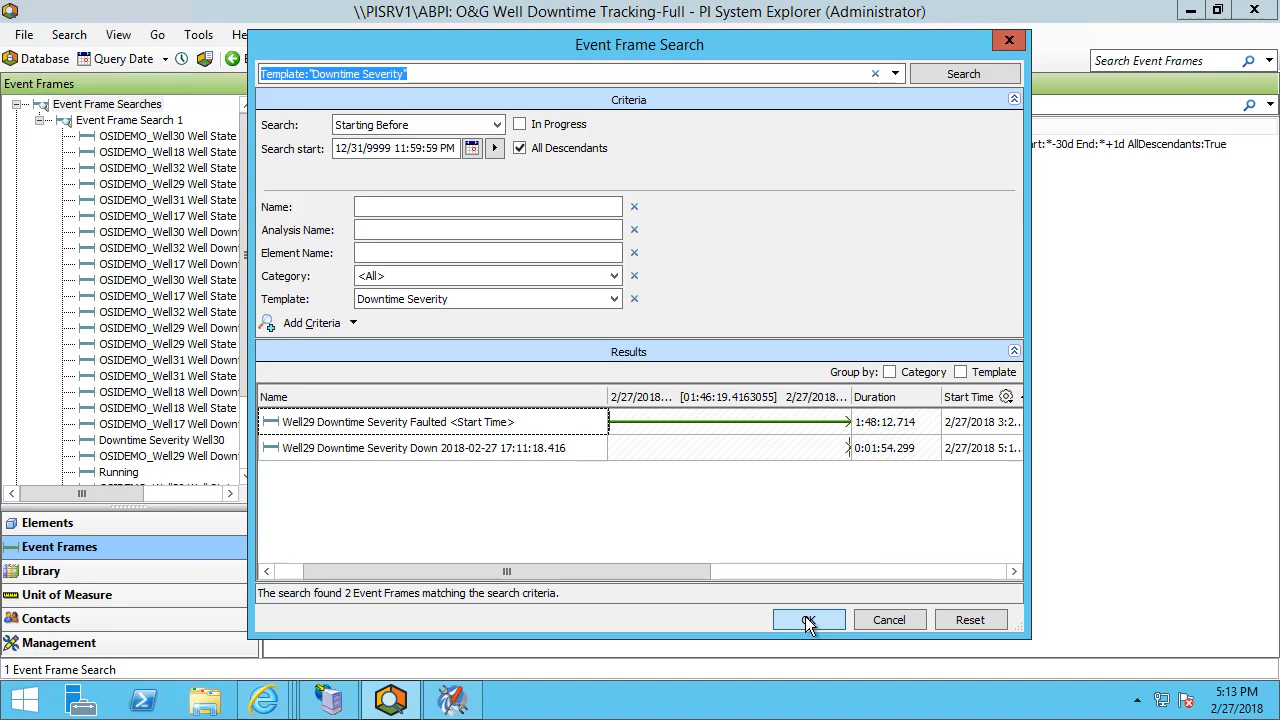 \\PISRV1\ABPI: O&G Well Downtime Tracking-Full - PI System Explorer (Administrator)
File Search View Go Tools
Database Query Date
Search Event Frames
Event Frames
Event Frame Searches
Event Frame Search 1
OSIDEMO_Well30 Well State
OSIDEMO_Well18 Well State
OSIDEMO_Well32 Well State
OSIDEMO_Well29 Well State
OSIDEMO_Well31 Well State
OSIDEMO_Well17 Well State
OSIDEMO_Well30 Well Down
OSIDEMO_Well32 Well Down
OSIDEMO_Well17 Well Down
OSIDEMO_Well30 Well State
OSIDEMO_Well17 Well State
OSIDEMO_Well32 Well State
OSIDEMO_Well29 Well Down
OSIDEMO_Well29 Well State
OSIDEMO_Well31 Well Down
OSIDEMO_Well31 Well State
OSIDEMO_Well18 Well Down
OSIDEMO_Well18 Well State
OSIDEMO_Well29 Well Down
Downtime Severity Well30
OSIDEMO_Well29 Well Down
Running
Elements
Event Frames
Library
Unit of Measure
Contacts
Management
1 Event Frame Search
Event Frame Search
Template:"Downtime Severity"
Search
Criteria
Search: Starting Before In Progress
Search start: 12/31/9999 11:59:59 PM All Descendants
Name:
Analysis Name:
Element Name:
Category: <All>
Template: Downtime Severity
Add Criteria
Results
Group by: Category Template
Name 2/27/2018... [01:46:19.4163055] 2/27/2018... Duration Start Time
Well29 Downtime Severity Faulted <Start Time> 1:48:12.714 2/27/2018 3:2...
Well29 Downtime Severity Down 2018-02-27 17:11:18.416 0:01:54.299 2/27/2018 5:1...
The search found 2 Event Frames matching the search criteria.
Cancel Reset
:*-30d End:*+1d AllDescendants:True
5:13 PM
2/27/2018